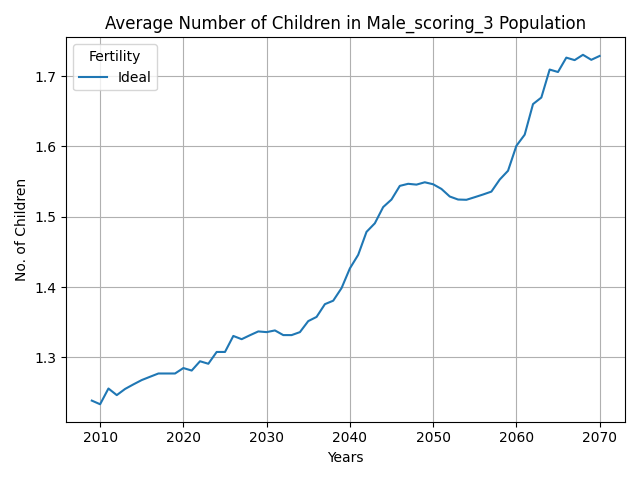 Average Number of Children in Male_scoring_3 Population
Fertility
Ideal
No. of Children
1.7
1.6
1.5
1.4
1.3
2010 2020 2030 2040 2050 2060 2070
Years